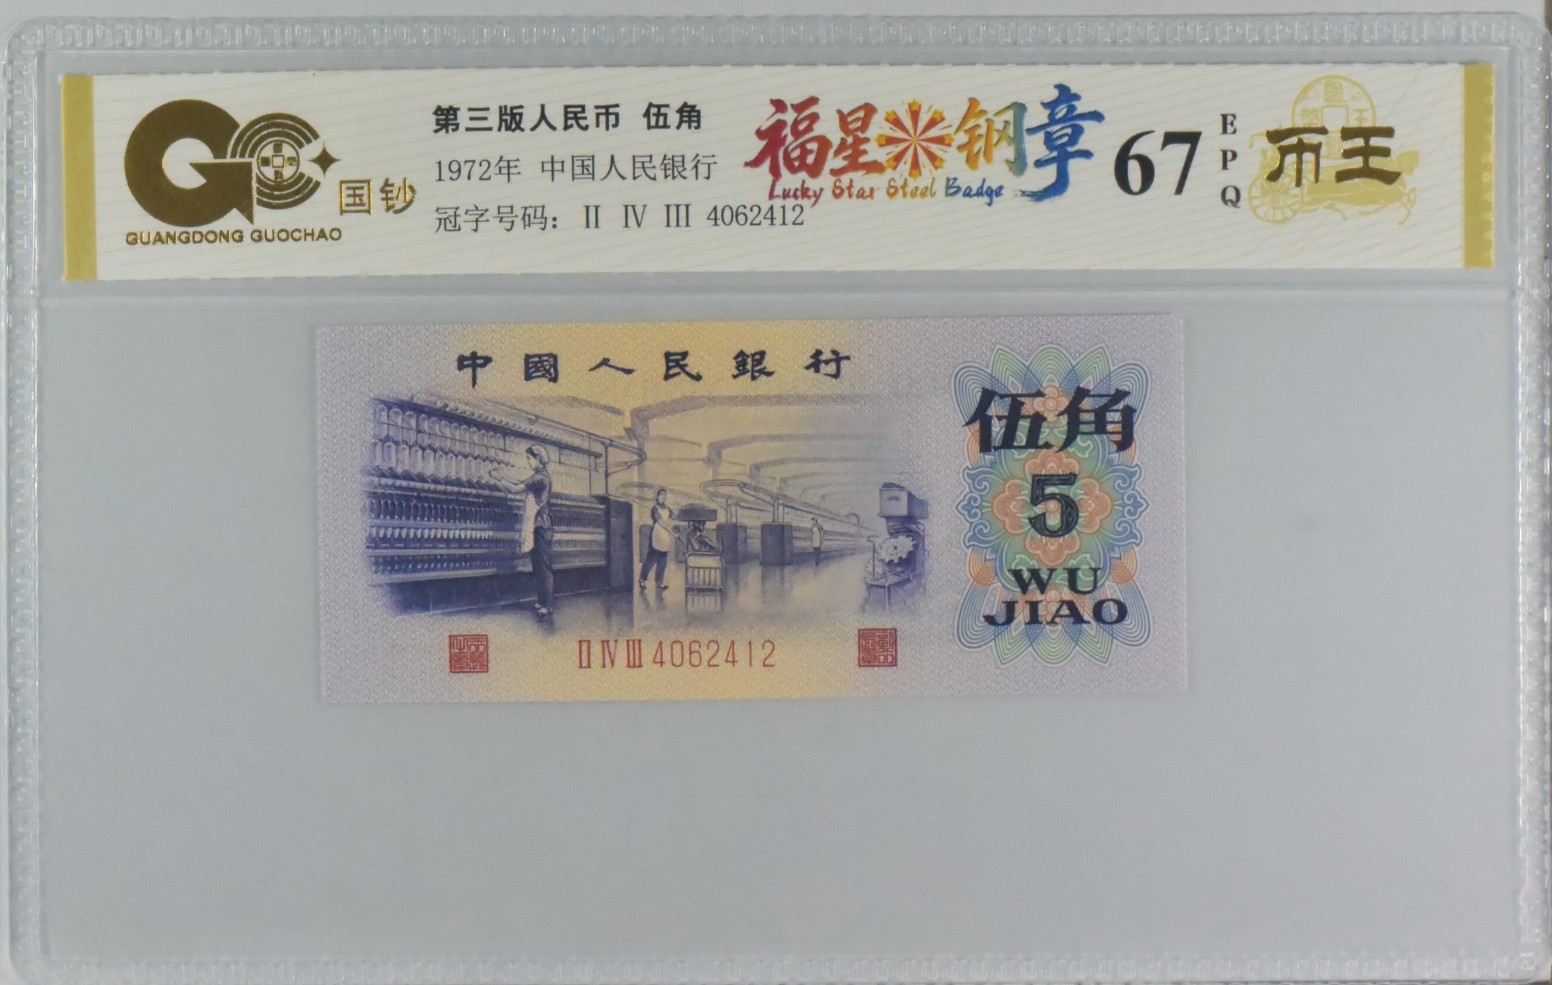 国钞
GUANGDONG GUOCHAO
第三版人民币 伍角
1972年 中国人民银行
冠字号码: Ⅱ Ⅳ Ⅲ 4062412
福星钢章
Lucky Star Steel Badge
67
EPQ
币王
中國人民銀行
伍角
5
WU
JIAO
Ⅱ Ⅳ Ⅲ 4062412